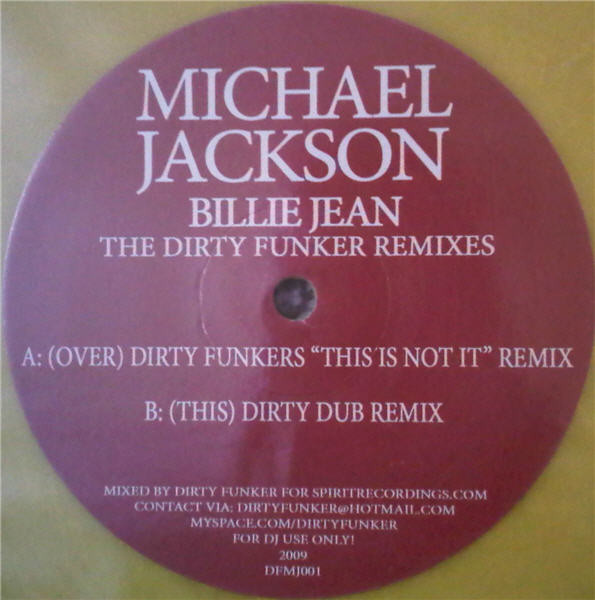 MICHAEL
JACKSON
BILLIE JEAN
THE DIRTY FUNKER REMIXES
A: (OVER) DIRTY FUNKERS “THIS IS NOT IT” REMIX
B: (THIS) DIRTY DUB REMIX
MIXED BY DIRTY FUNKER FOR SPIRITRECORDINGS.COM
CONTACT VIA: DIRTYFUNKER@HOTMAIL.COM
MYSPACE.COM/DIRTYFUNKER
FOR DJ USE ONLY!
2009
DFMJ001